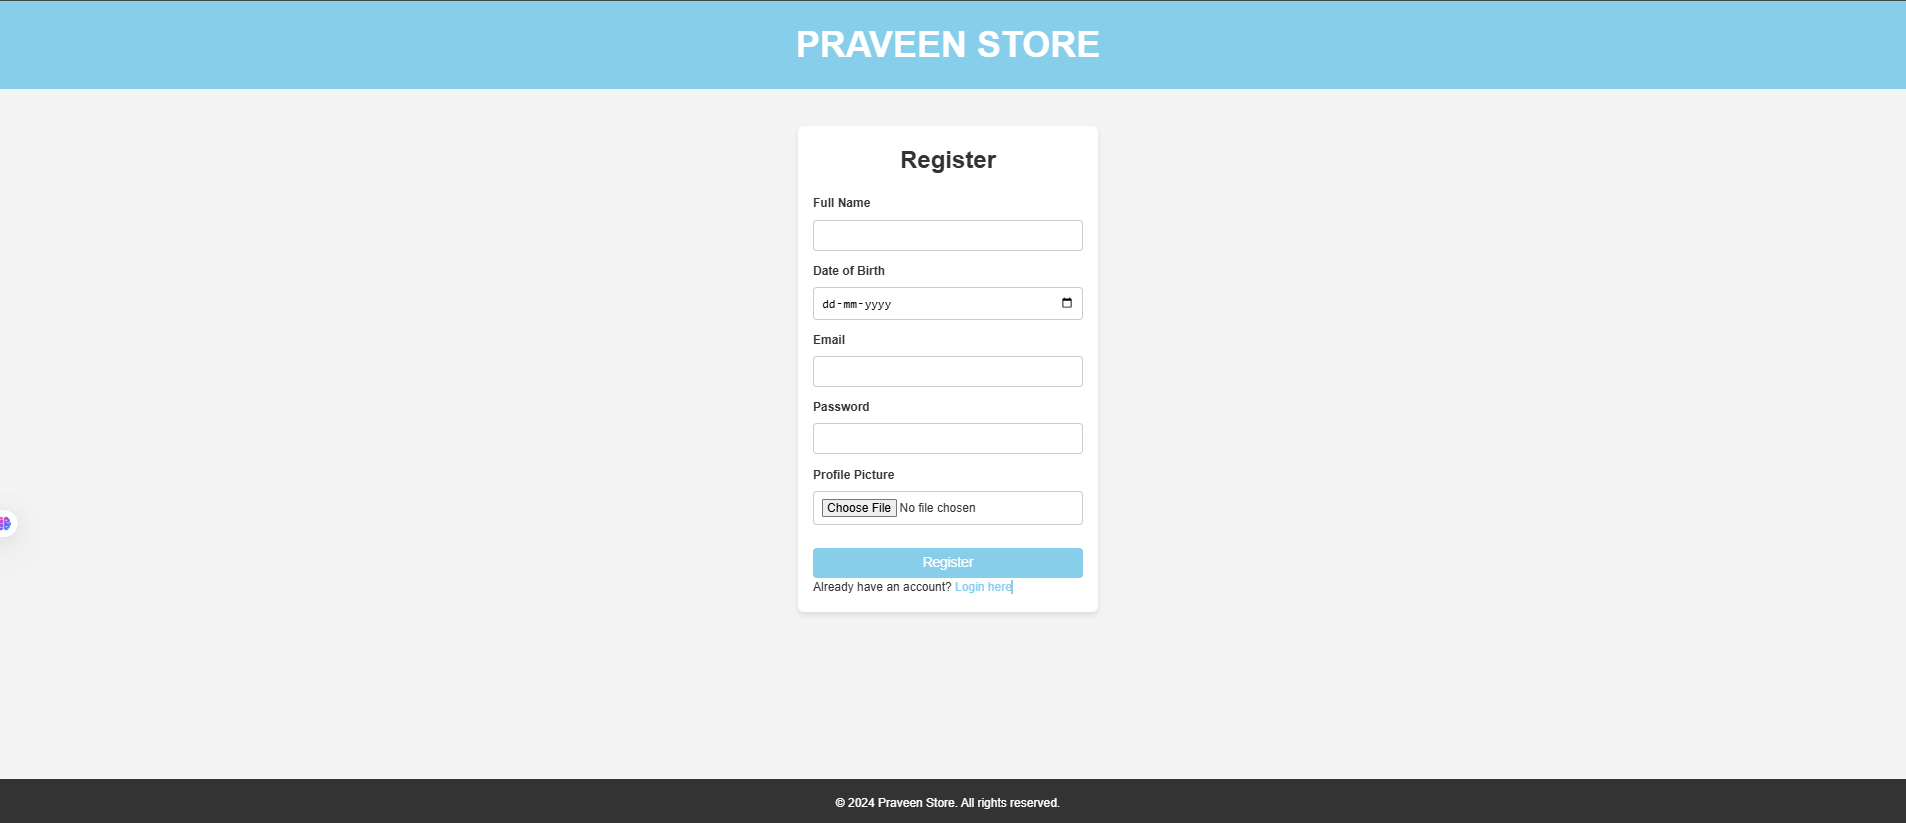 PRAVEEN STORE
Register
Full Name
Date of Birth
dd-mm-yyyy
Email
Password
Profile Picture
Choose File No file chosen
Register
Already have an account? Login here
© 2024 Praveen Store. All rights reserved.